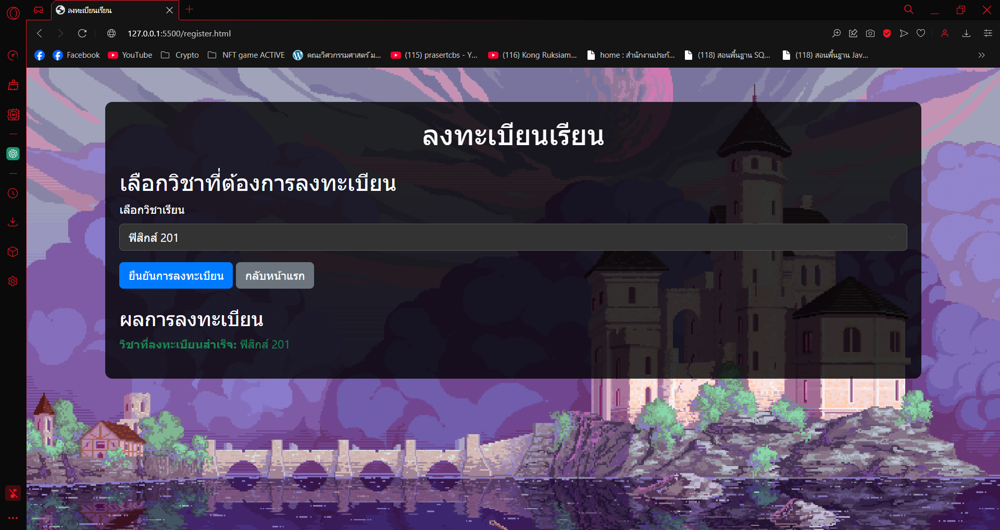 ลงทะเบียนเรียน
127.0.0.1:5500/register.html
Facebook YouTube Crypto NFT game ACTIVE คณะวิศวกรรมศาสตร์ ม... (115) prasertcbs - Y... (116) Kong Ruksiam... home : สำนักงานประกั... (118) สอนพื้นฐาน SQ... (118) สอนพื้นฐาน Jav...
ลงทะเบียนเรียน
เลือกวิชาที่ต้องการลงทะเบียน
เลือกวิชาเรียน
ฟิสิกส์ 201
ยืนยันการลงทะเบียน กลับหน้าแรก
ผลการลงทะเบียน
วิชาที่ลงทะเบียนสำเร็จ: ฟิสิกส์ 201